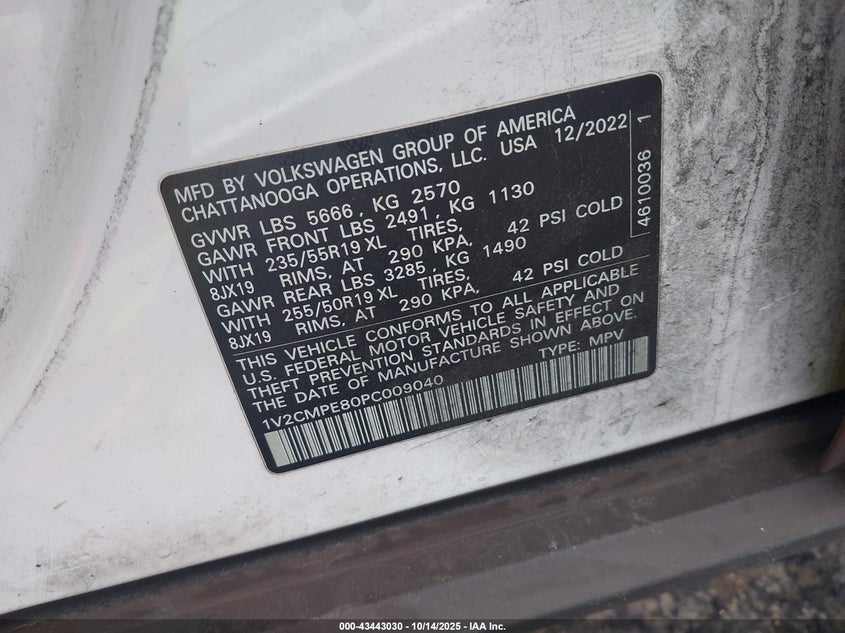 MFD BY VOLKSWAGEN GROUP OF AMERICA
CHATTANOOGA OPERATIONS, LLC. USA 12/2022
GVWR LBS 5666, KG 2570
GAWR FRONT LBS 2491, KG 1130
WITH 235/55R19 XL TIRES,
8JX19 RIMS, AT 290 KPA, 42 PSI COLD
GAWR REAR LBS 3285, KG 1490
WITH 255/50R19 XL TIRES,
8JX19 RIMS, AT 290 KPA, 42 PSI COLD
THIS VEHICLE CONFORMS TO ALL APPLICABLE
U.S. FEDERAL MOTOR VEHICLE SAFETY AND
THEFT PREVENTION STANDARDS IN EFFECT ON
THE DATE OF MANUFACTURE SHOWN ABOVE.
1V2CMPE80PC009040 TYPE: MPV
4610036 1
000-43443030 - 10/14/2025 - IAA Inc.